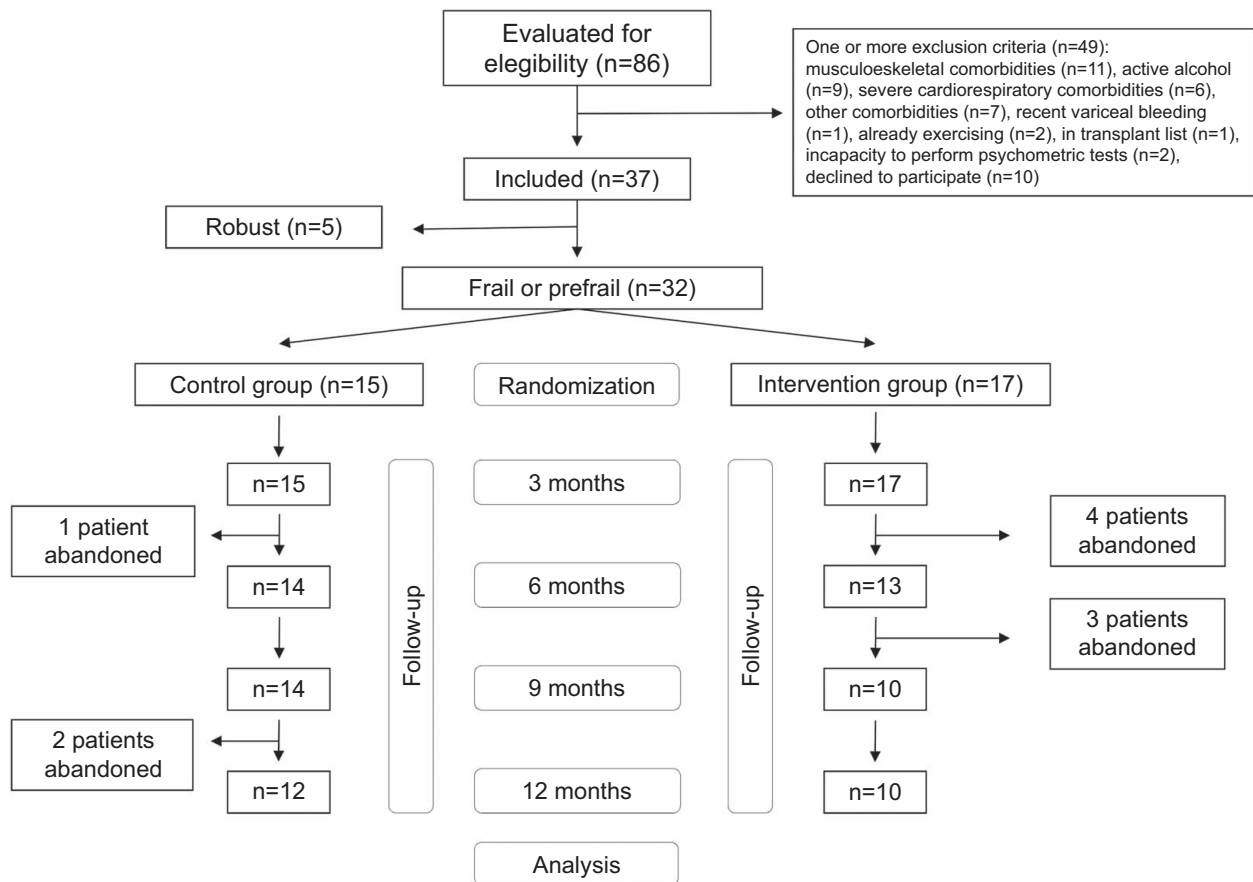 Evaluated for
elegibility (n=86)
One or more exclusion criteria (n=49):
musculoeskeletal comorbidities (n=11), active alcohol
(n=9), severe cardiorespiratory comorbidities (n=6),
other comorbidities (n=7), recent variceal bleeding
(n=1), already exercising (n=2), in transplant list (n=1),
incapacity to perform psychometric tests (n=2),
declined to participate (n=10)
Included (n=37)
Robust (n=5)
Frail or prefrail (n=32)
Control group (n=15)
Randomization
Intervention group (n=17)
n=15
3 months
n=17
1 patient
abandoned
4 patients
abandoned
n=14
6 months
n=13
Follow-up
Follow-up
3 patients
abandoned
n=14
9 months
n=10
2 patients
abandoned
n=12
12 months
n=10
Analysis